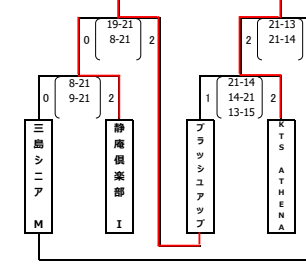 19-21
0 8-21 2
21-13
2 21-14
8-21
0 9-21 2
21-14
1 14-21 2
13-15
三島シニア M
静庵倶楽部 I
ブラッシュアップ
KTS ATHENA